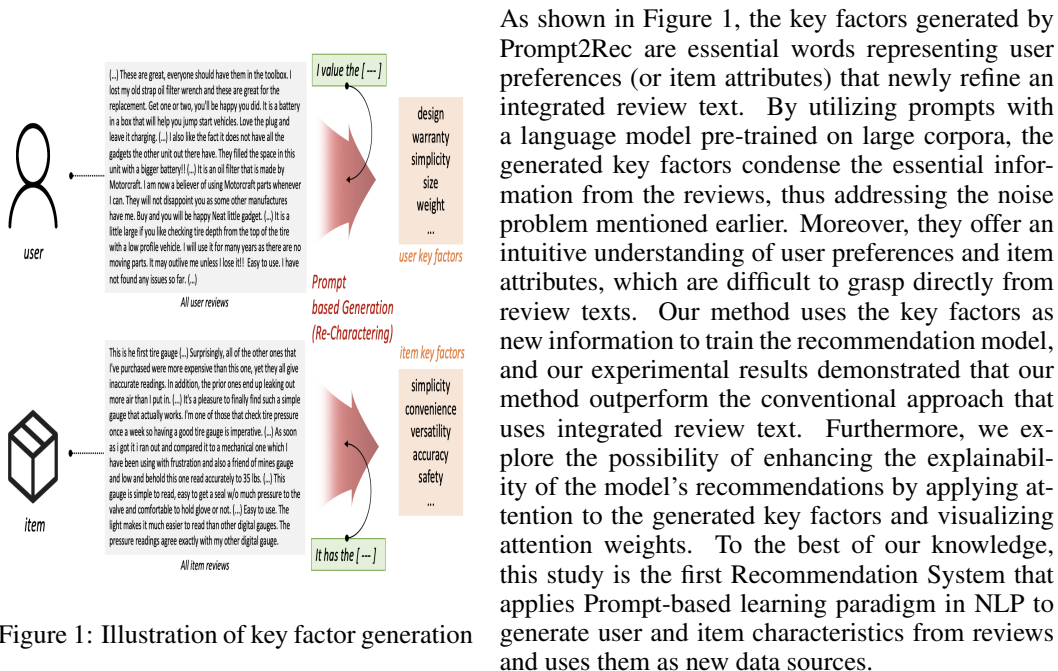 (...) These are great, everyone should have them in the toolbox. I
lost my old strap oil filter wrench and these are great for the
replacement. Get one or two, you'll be happy you did. It is a battery
in a box that will help you jump start vehicles. Love the plug and
leave it charging. (...) I also like the fact it does not have all the
gadgets the other unit out there have. They filled the space in this
unit with a bigger battery!! (...) It is an oil filter that is made by
Motorcraft. I am now a believer of using Motorcraft parts whenever
I can. They will not disappoint you as some other manufactures
have me. Buy and you will be happy Neat little gadget. (...) It is a
little large if you like checking tire depth from the top of the tire
with a low profile vehicle. I will use it for many years as there are no
moving parts. It may outlive me unless I lose it!! Easy to use. I have
not found any issues so far. (...)
All user reviews
user
I value the [ --- ]
design
warranty
simplicity
size
weight
...
user key factors
Prompt
based Generation
(Re-Charactering)
item key factors
This is he first tire gauge (...) Surprisingly, all of the other ones that
I've purchased were more expensive than this one, yet they all give
inaccurate readings. In addition, the prior ones end up leaking out
more air than I put in. (...) It's a pleasure to finally find such a simple
gauge that actually works. I'm one of those that check tire pressure
once a week so having a good tire gauge is imperative. (...) As soon
as i got it i ran out and compared it to a mechanical one which I
have been using with frustration and also a friend of mines gauge
and low and behold this one read accurately to 35 lbs. (...) This
gauge is simple to read, easy to get a seal w/o much pressure to the
valve and comfortable to hold glove or not. (...) Easy to use. The
light makes it much easier to read than other digital gauges. The
pressure readings agree exactly with my other digital gauge.
All item reviews
item
simplicity
convenience
versatility
accuracy
safety
...
It has the [ --- ]
Figure 1: Illustration of key factor generation
As shown in Figure 1, the key factors generated by
Prompt2Rec are essential words representing user
preferences (or item attributes) that newly refine an
integrated review text. By utilizing prompts with
a language model pre-trained on large corpora, the
generated key factors condense the essential infor-
mation from the reviews, thus addressing the noise
problem mentioned earlier. Moreover, they offer an
intuitive understanding of user preferences and item
attributes, which are difficult to grasp directly from
review texts. Our method uses the key factors as
new information to train the recommendation model,
and our experimental results demonstrated that our
method outperform the conventional approach that
uses integrated review text. Furthermore, we ex-
plore the possibility of enhancing the explainabil-
ity of the model's recommendations by applying at-
tention to the generated key factors and visualizing
attention weights. To the best of our knowledge,
this study is the first Recommendation System that
applies Prompt-based learning paradigm in NLP to
generate user and item characteristics from reviews
and uses them as new data sources.